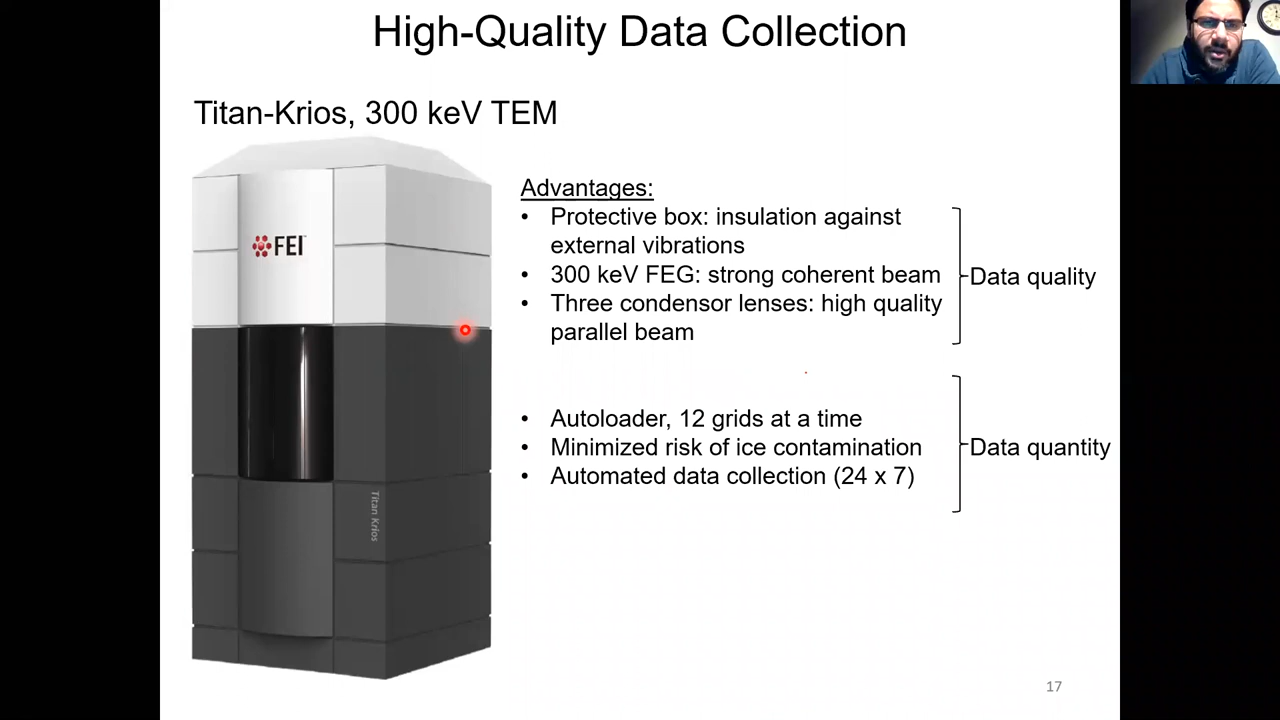 High-Quality Data Collection
Titan-Krios, 300 keV TEM
FEI
Titan Krios
Advantages:
• Protective box: insulation against
external vibrations
• 300 keV FEG: strong coherent beam
• Three condensor lenses: high quality
parallel beam
Data quality
• Autoloader, 12 grids at a time
• Minimized risk of ice contamination
• Automated data collection (24 x 7)
Data quantity
17